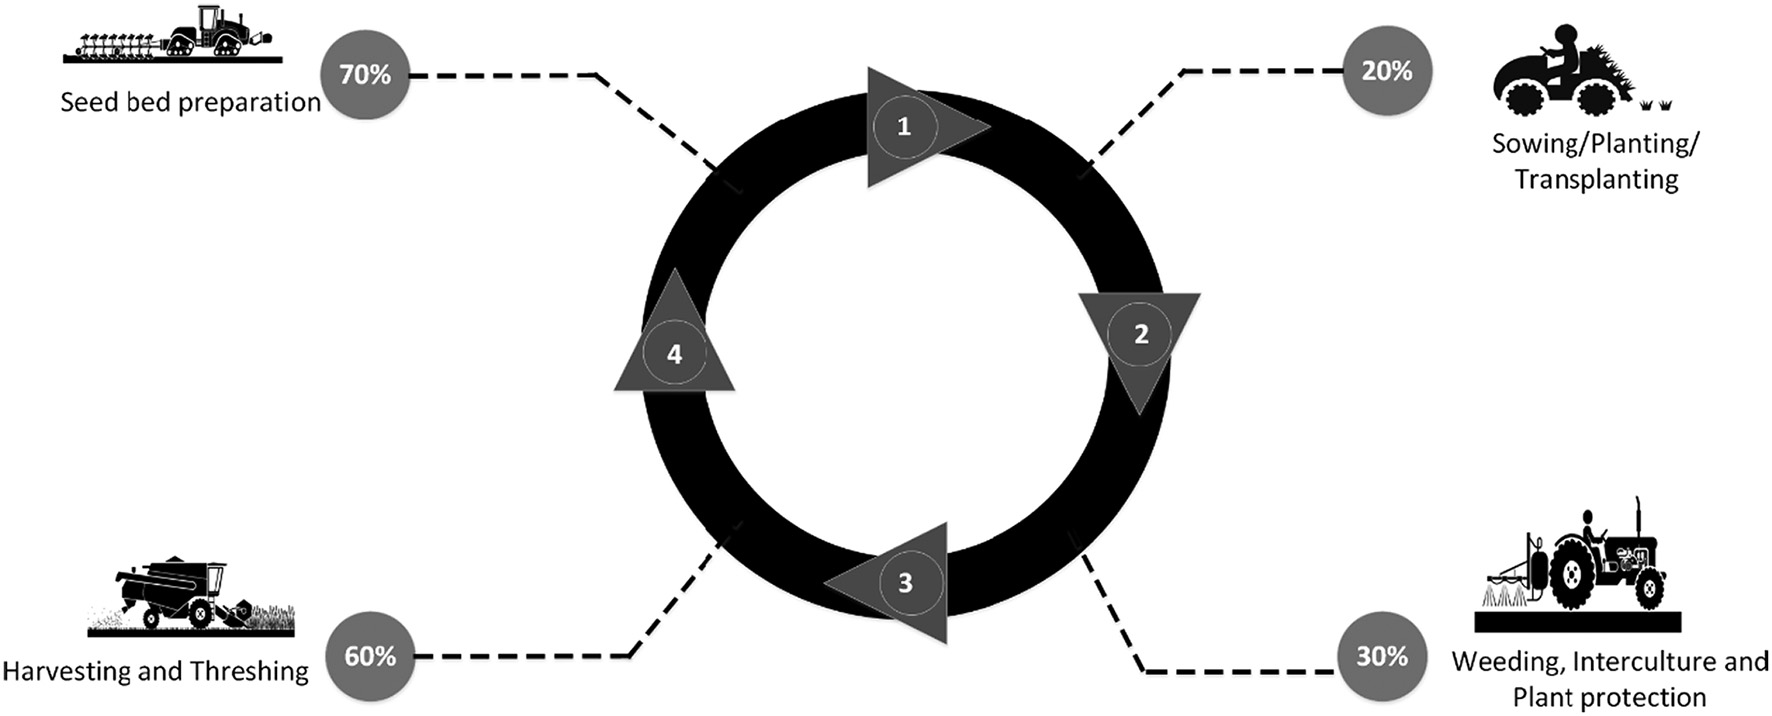 70%
Seed bed preparation
20%
Sowing/Planting/
Transplanting
1
2
3
4
60%
Harvesting and Threshing
30%
Weeding, Interculture and
Plant protection